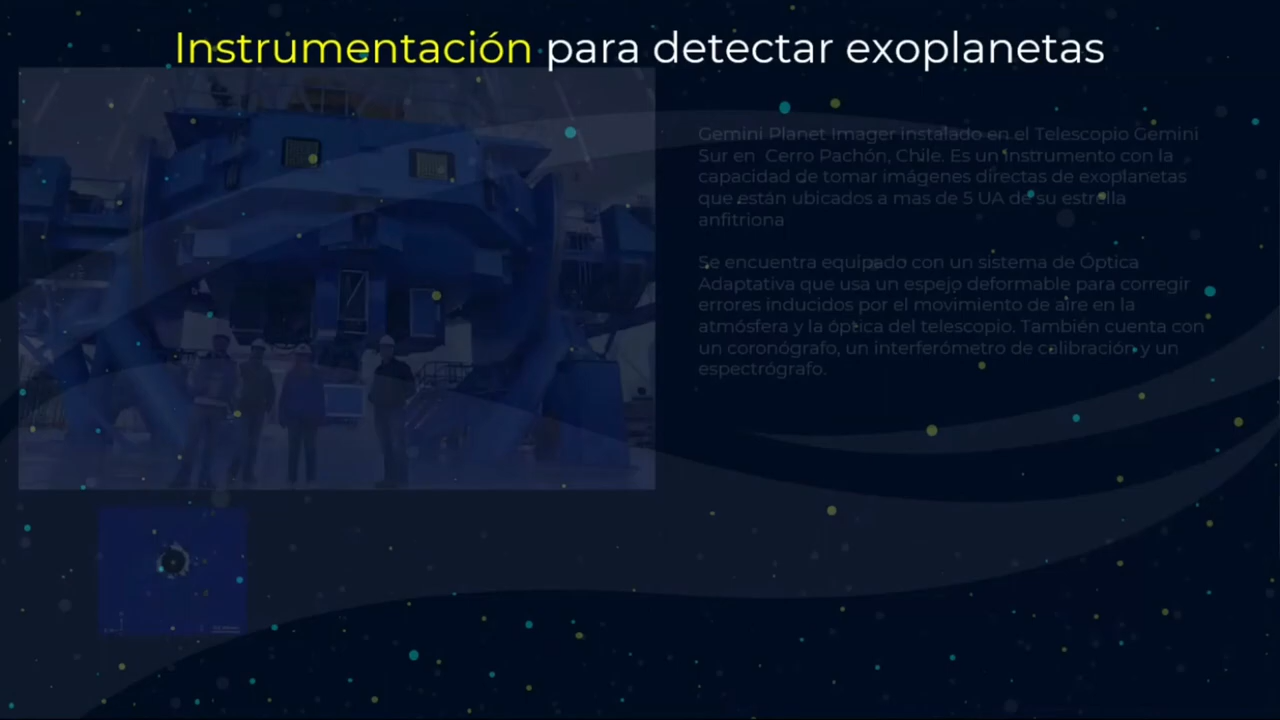 Instrumentación para detectar exoplanetas
Gemini Planet Imager instalado en el Telescopio Gemini
Sur en Cerro Pachón, Chile. Es un instrumento con la
capacidad de tomar imágenes directas de exoplanetas
que están ubicados a mas de 5 UA de su estrella
anfitriona
Se encuentra equipado con un sistema de Óptica
Adaptativa que usa un espejo deformable para corregir
errores inducidos por el movimiento de aire en la
atmósfera y la óptica del telescopio. También cuenta con
un coronógrafo, un interferómetro de calibración y un
espectrógrafo.